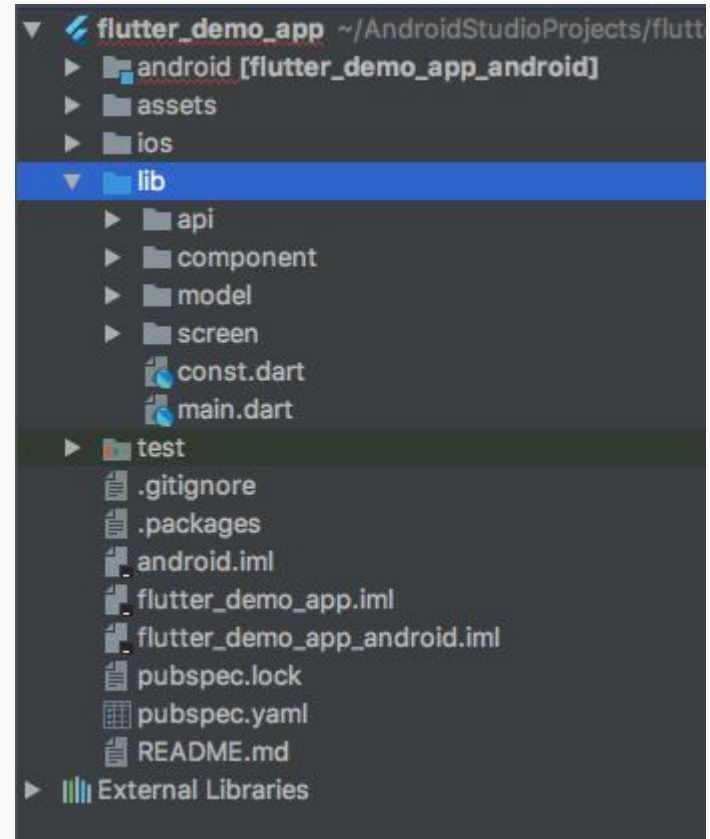 flutter_demo_app ~/AndroidStudioProjects/flutt
android [flutter_demo_app_android]
assets
ios
lib
api
component
model
screen
const.dart
main.dart
test
.gitignore
.packages
android.iml
flutter_demo_app.iml
flutter_demo_app_android.iml
pubspec.lock
pubspec.yaml
README.md
External Libraries